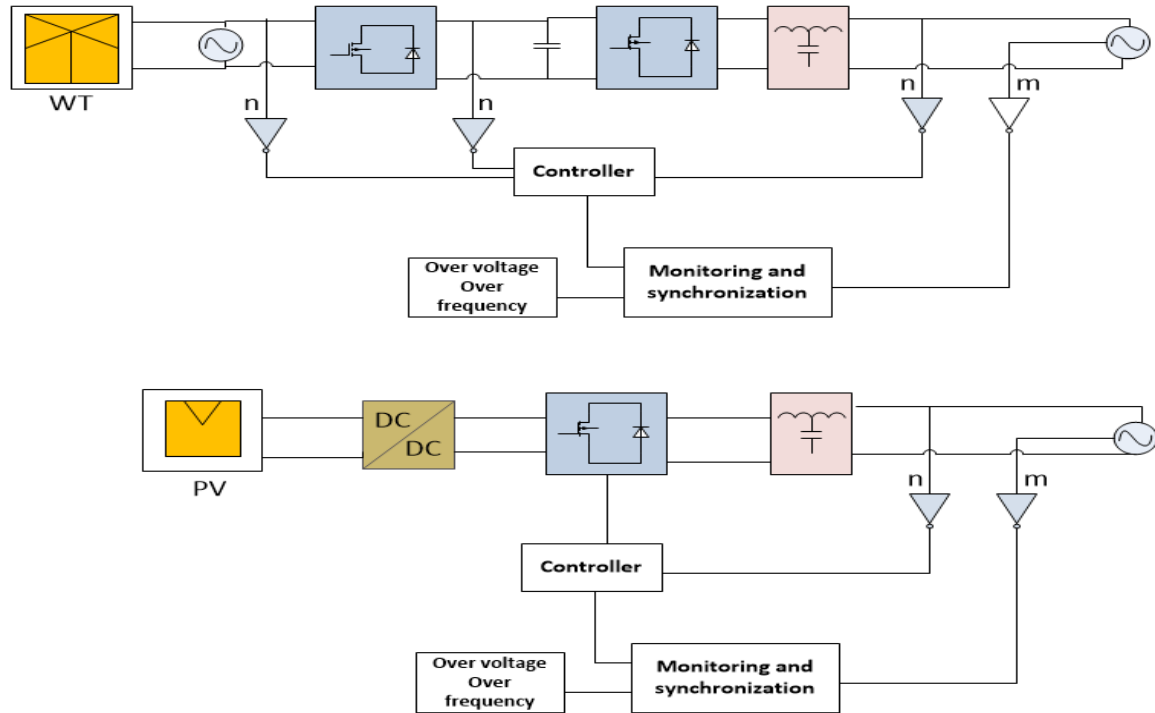 WT
n
n
n
m
Controller
Over voltage
Over
frequency
Monitoring and
synchronization
PV
DC
DC
n
m
Controller
Over voltage
Over
frequency
Monitoring and
synchronization